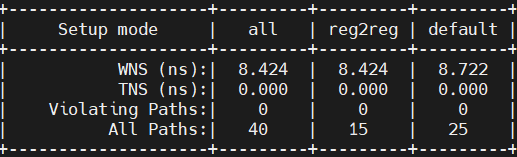 +--------------------+---------+---------+---------+
|     Setup mode     |   all   | reg2reg | default |
+--------------------+---------+---------+---------+
|           WNS (ns):|  8.424  |  8.424  |  8.722  |
|           TNS (ns):|  0.000  |  0.000  |  0.000  |
|    Violating Paths:|    0    |    0    |    0    |
|          All Paths:|   40    |   15    |   25    |
+--------------------+---------+---------+---------+